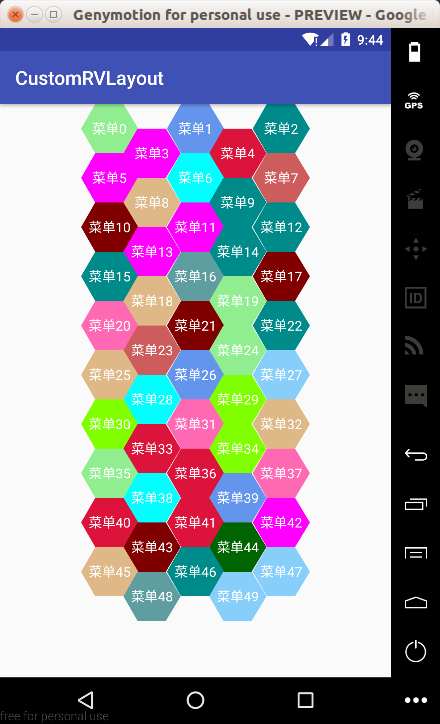 Genymotion for personal use - PREVIEW - Google
9:44
CustomRVLayout
GPS
菜单0 菜单1 菜单2
菜单3 菜单4
菜单5 菜单6 菜单7
菜单8 菜单9
菜单10 菜单11 菜单12
菜单13 菜单14
菜单15 菜单16 菜单17
菜单18 菜单19
菜单20 菜单21 菜单22
菜单23 菜单24
菜单25 菜单26 菜单27
菜单28 菜单29
菜单30 菜单31 菜单32
菜单33 菜单34
菜单35 菜单36 菜单37
菜单38 菜单39
菜单40 菜单41 菜单42
菜单43 菜单44
菜单45 菜单46 菜单47
菜单48 菜单49
ID
free for personal use